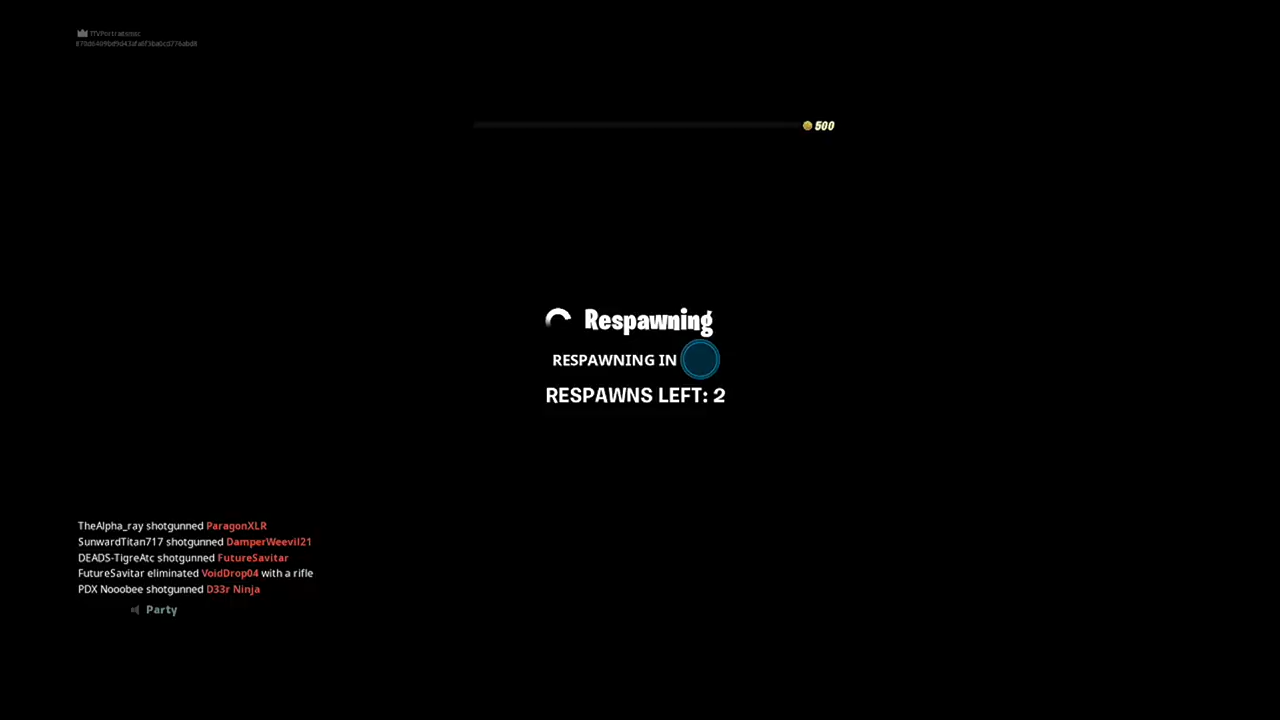 500
Respawning
RESPAWNING IN
RESPAWNS LEFT: 2
TheAlpha_ray shotgunned ParagonXLR
SunwardTitan717 shotgunned DamperWeevil21
DEADS-TigreAtc shotgunned FutureSavitar
FutureSavitar eliminated VoidDrop04 with a rifle
PDX Nooobee shotgunned D33r Ninja
Party